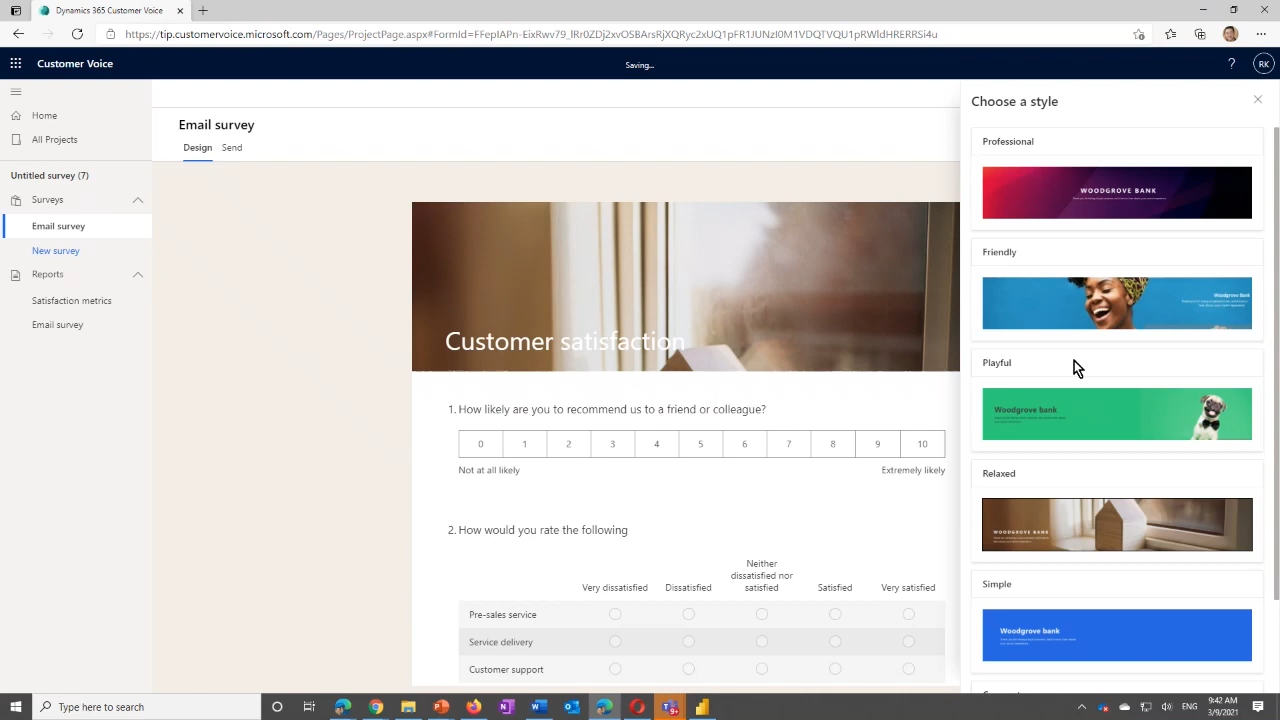 Dynamics 365 Customer Voice
https://tip.customervoice.microsoft.com/Pages/ProjectPage.aspx#FormId=
Customer Voice
Saving...
?
RK
Home
All Projects
Untitled survey (7)
Surveys
Email survey
New survey
Reports
Satisfaction metrics
Email survey
Email survey
Design Send
Customer satisfaction
1. How likely are you to recommend us to a friend or colleague?
0 1 2 3 4 5 6 7 8 9 10
Not at all likely Extremely likely
2. How would you rate the following
Very dissatisfied Dissatisfied Neither dissatisfied nor satisfied Satisfied Very satisfied
Pre-sales service
Service delivery
Customer support
Choose a style
Professional
WOODGROVE BANK
Friendly
Woodgrove Bank
Playful
Woodgrove bank
Relaxed
WOODGROVE BANK
Simple
Woodgrove bank
Type here to search
9+
ENG
9:42 AM
3/9/2021